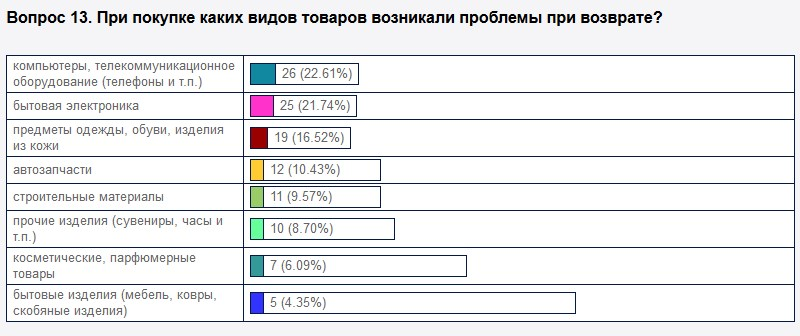 Вопрос 13. При покупке каких видов товаров возникали проблемы при возврате?
компьютеры, телекоммуникационное
оборудование (телефоны и т.п.)
26 (22.61%)
бытовая электроника
25 (21.74%)
предметы одежды, обуви, изделия
из кожи
19 (16.52%)
автозапчасти
12 (10.43%)
строительные материалы
11 (9.57%)
прочие изделия (сувениры, часы и
т.п.)
10 (8.70%)
косметические, парфюмерные
товары
7 (6.09%)
бытовые изделия (мебель, ковры,
скобяные изделия)
5 (4.35%)